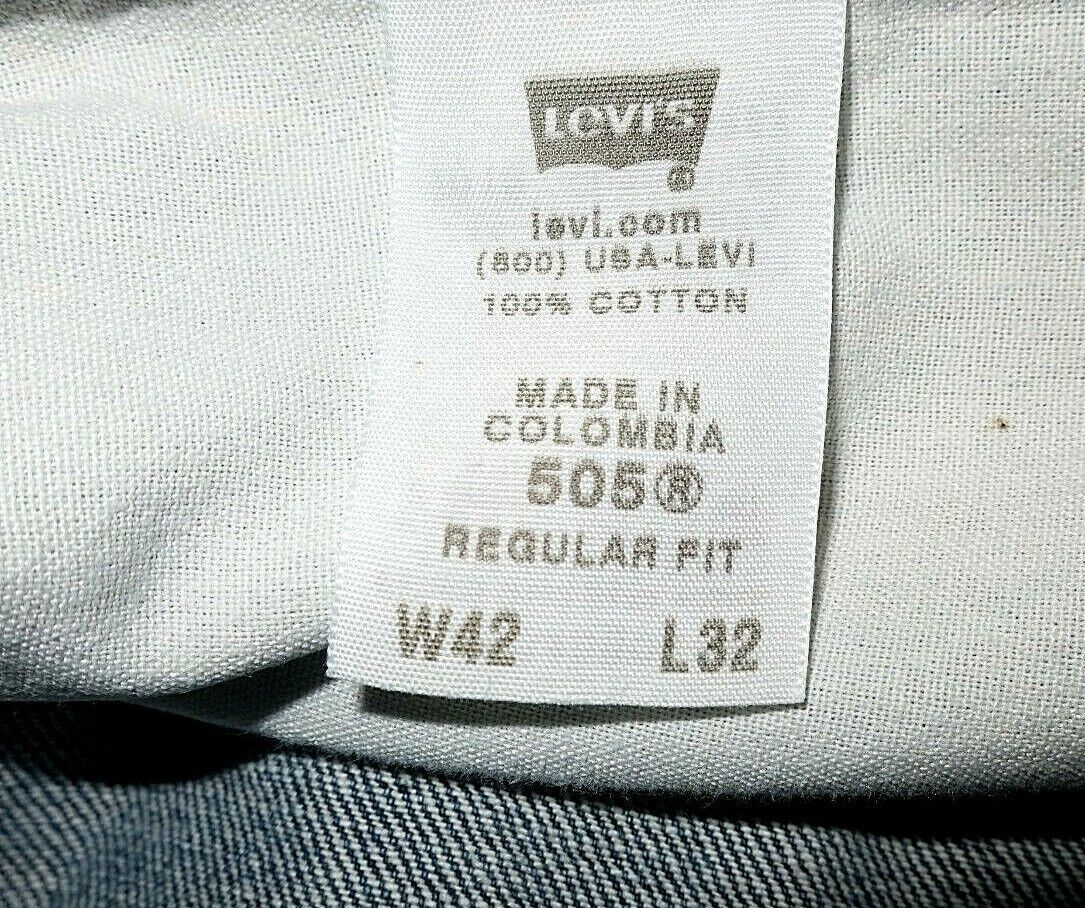 LEVI'S
®
levi.com
(800) USA-LEVI
100% COTTON
MADE IN
COLOMBIA
505®
REGULAR FIT
W42 L32